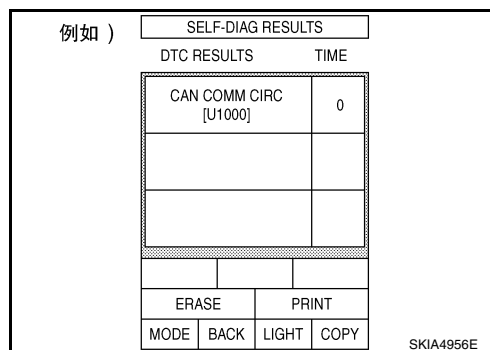 例如 )
SELF-DIAG RESULTS
DTC RESULTS TIME
CAN COMM CIRC 0
[U1000]
ERASE PRINT
MODE BACK LIGHT COPY
SKIA4956E